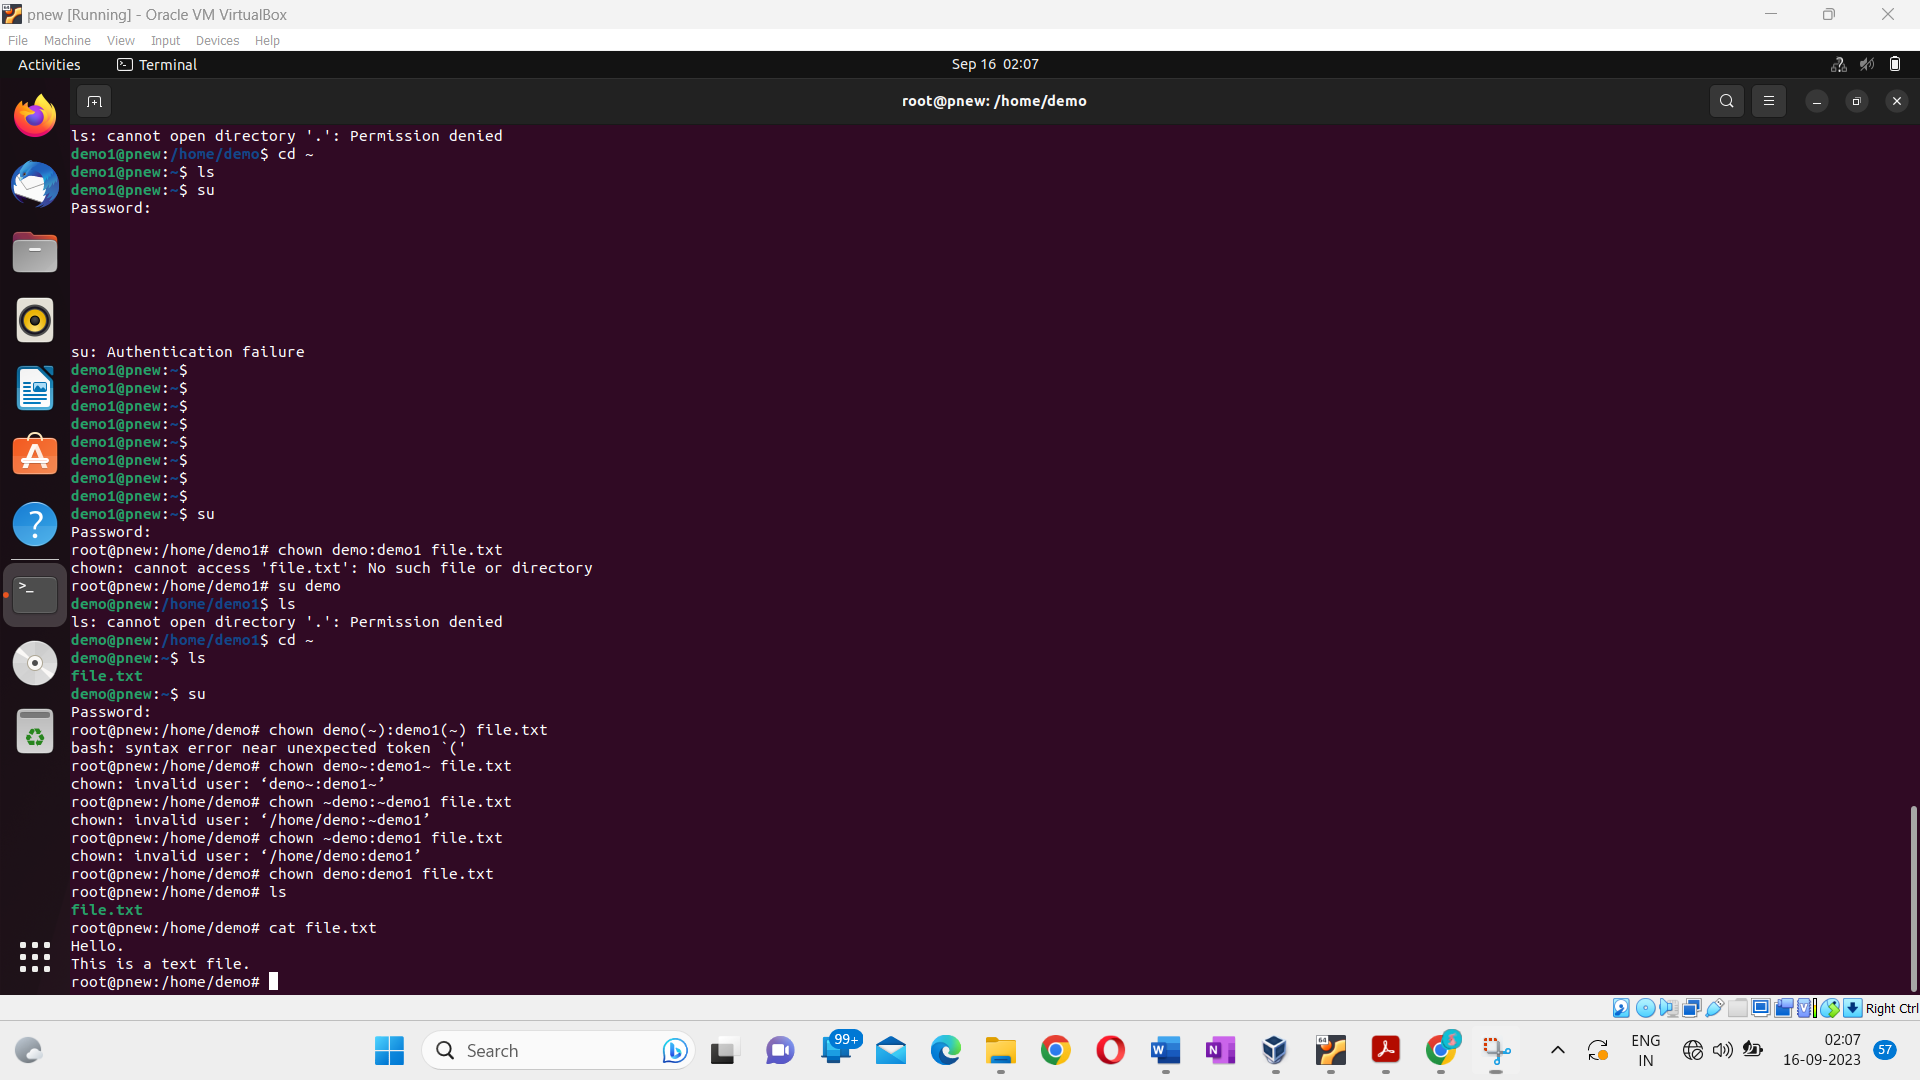 pnew [Running] - Oracle VM VirtualBox
File Machine View Input Devices Help
Activities Terminal Sep 16 02:07
root@pnew: /home/demo
ls: cannot open directory '.': Permission denied
demo1@pnew:/home/demo$ cd ~
demo1@pnew:~$ ls
demo1@pnew:~$ su
Password:
su: Authentication failure
demo1@pnew:~$
demo1@pnew:~$
demo1@pnew:~$
demo1@pnew:~$
demo1@pnew:~$
demo1@pnew:~$
demo1@pnew:~$
demo1@pnew:~$
demo1@pnew:~$ su
Password:
root@pnew:/home/demo1# chown demo:demo1 file.txt
chown: cannot access 'file.txt': No such file or directory
root@pnew:/home/demo1# su demo
demo@pnew:/home/demo1$ ls
ls: cannot open directory '.': Permission denied
demo@pnew:/home/demo1$ cd ~
demo@pnew:~$ ls
file.txt
demo@pnew:~$ su
Password:
root@pnew:/home/demo# chown demo(~):demo1(~) file.txt
bash: syntax error near unexpected token `('
root@pnew:/home/demo# chown demo~:demo1~ file.txt
chown: invalid user: ‘demo~:demo1~’
root@pnew:/home/demo# chown ~demo:~demo1 file.txt
chown: invalid user: ‘/home/demo:~demo1’
root@pnew:/home/demo# chown ~demo:demo1 file.txt
chown: invalid user: ‘/home/demo:demo1’
root@pnew:/home/demo# chown demo:demo1 file.txt
root@pnew:/home/demo# ls
file.txt
root@pnew:/home/demo# cat file.txt
Hello.
This is a text file.
root@pnew:/home/demo#
Right Ctrl
Search 99+ ENG 02:07
IN 16-09-2023 57